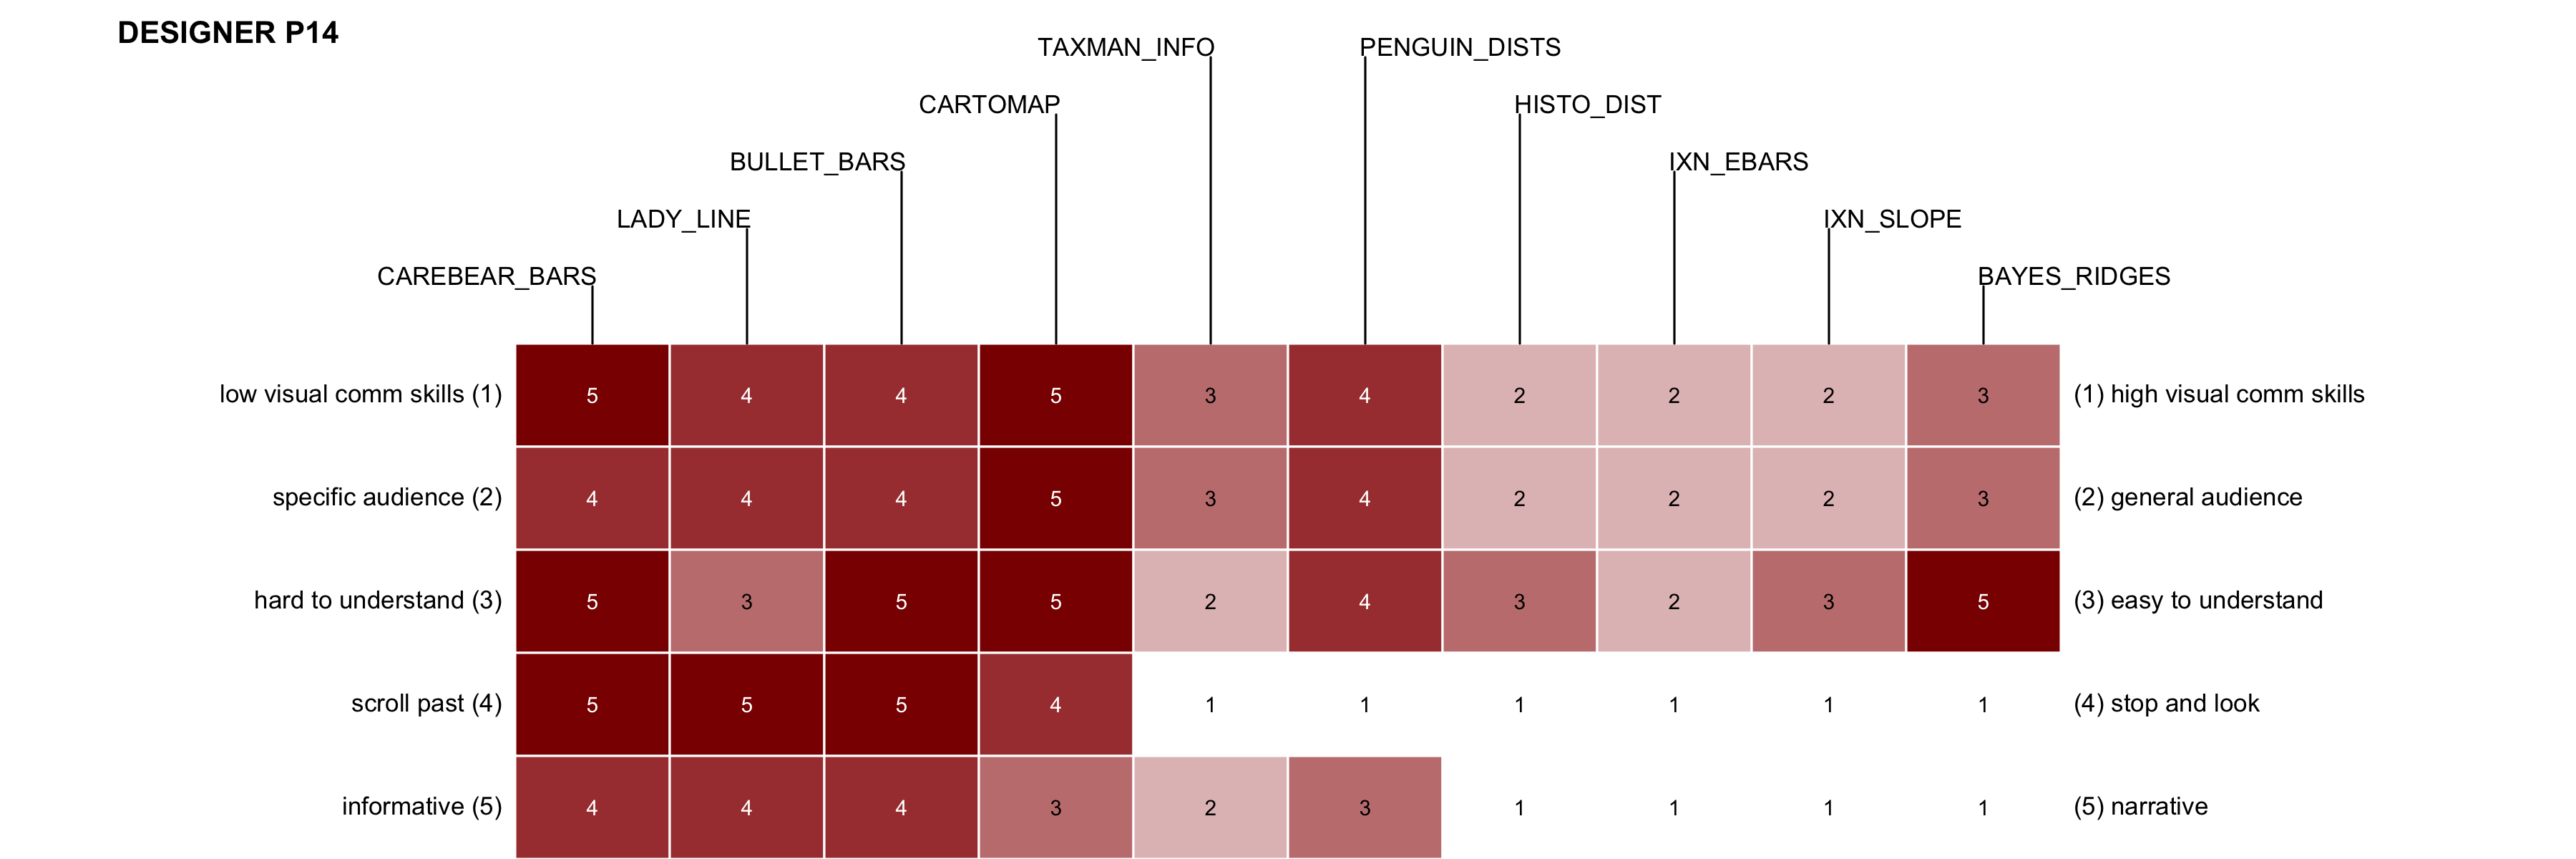 DESIGNER P14
TAXMAN_INFO PENGUIN_DISTS
CARTOMAP HISTO_DIST
BULLET_BARS IXN_EBARS
LADY_LINE IXN_SLOPE
CAREBEAR_BARS BAYES_RIDGES
low visual comm skills (1) 5 4 4 5 3 4 2 2 2 3 (1) high visual comm skills
specific audience (2) 4 4 4 5 3 4 2 2 2 3 (2) general audience
hard to understand (3) 5 3 5 5 2 4 3 2 3 5 (3) easy to understand
scroll past (4) 5 5 5 4 1 1 1 1 1 1 (4) stop and look
informative (5) 4 4 4 3 2 3 1 1 1 1 (5) narrative